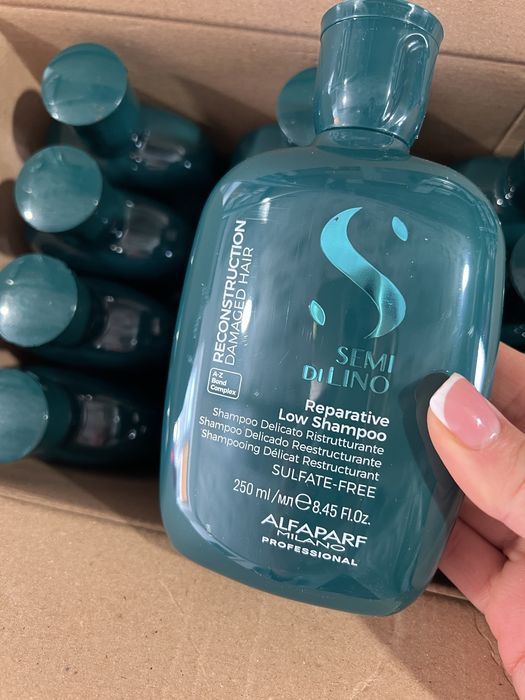 RECONSTRUCTION
DAMAGED HAIR
A-Z
Bond
Complex
SEMI
DI LINO
Reparative
Low Shampoo
Shampoo Delicato Ristrutturante
Shampoo Delicado Reestructurante
Shampooing Délicat Restructurant
SULFATE-FREE
250 ml/мл ℮ 8.45 Fl.Oz.
ALFAPARF
MILANO
PROFESSIONAL